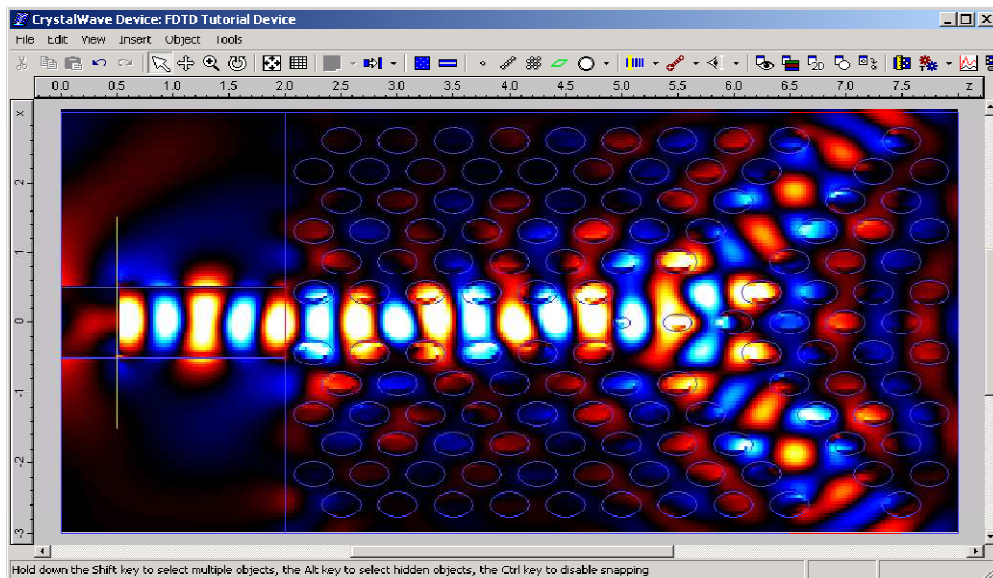 CrystalWave Device: FDTD Tutorial Device
File Edit View Insert Object Tools
2D
0.0 0.5 1.0 1.5 2.0 2.5 3.0 3.5 4.0 4.5 5.0 5.5 6.0 6.5 7.0 7.5 z
x
2
1
0
-1
-2
-3
Hold down the Shift key to select multiple objects, the Alt key to select hidden objects, the Ctrl key to disable snapping